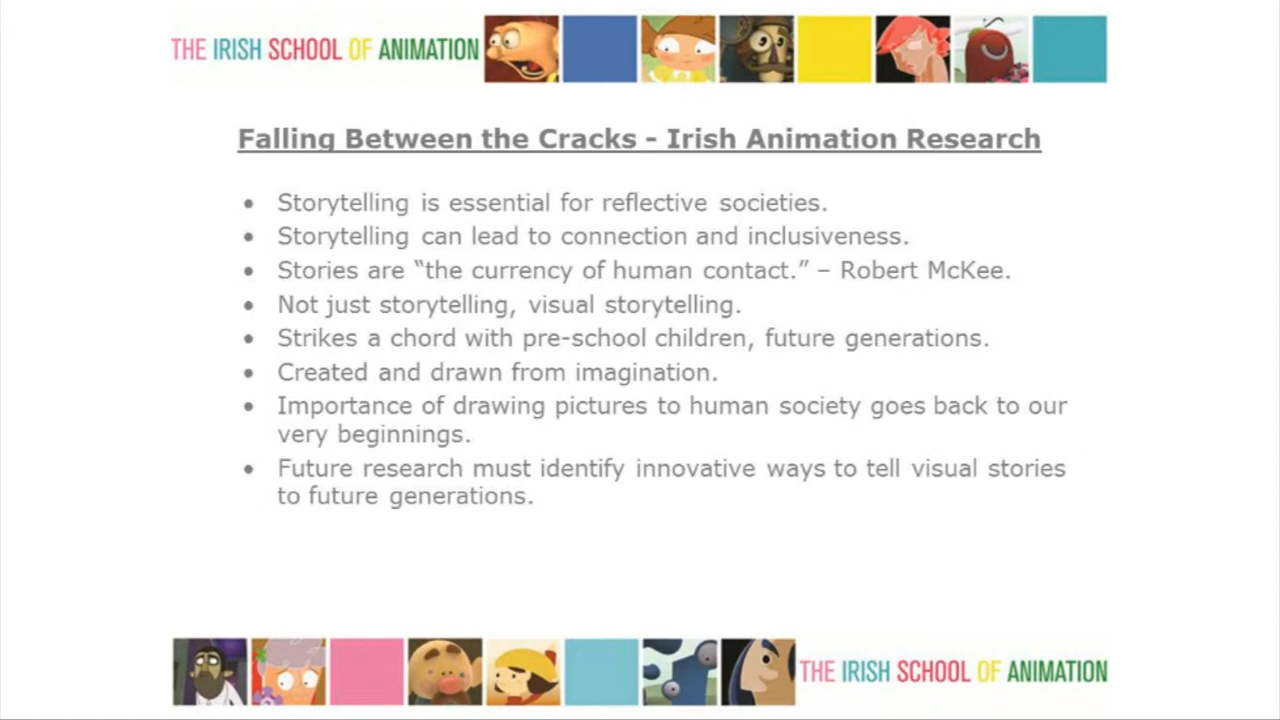 THE IRISH SCHOOL OF ANIMATION
Falling Between the Cracks - Irish Animation Research
• Storytelling is essential for reflective societies.
• Storytelling can lead to connection and inclusiveness.
• Stories are “the currency of human contact.” – Robert McKee.
• Not just storytelling, visual storytelling.
• Strikes a chord with pre-school children, future generations.
• Created and drawn from imagination.
• Importance of drawing pictures to human society goes back to our
very beginnings.
• Future research must identify innovative ways to tell visual stories
to future generations.
THE IRISH SCHOOL OF ANIMATION